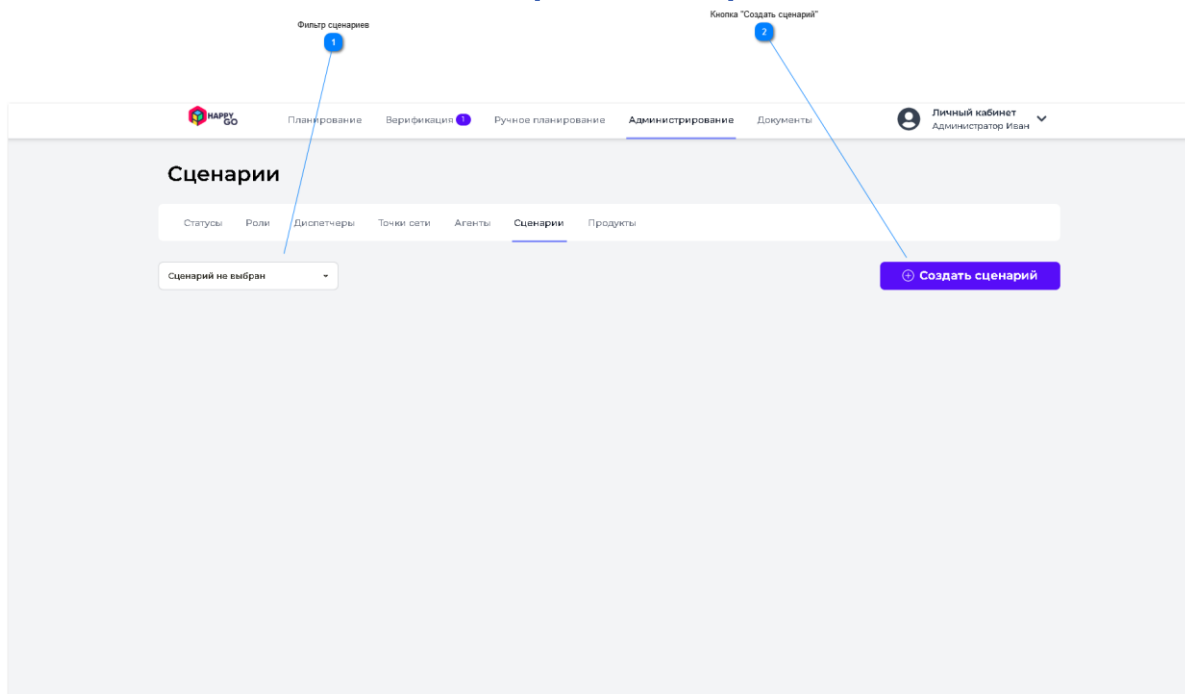 Фильтр сценариев
1
Кнопка "Создать сценарий"
2
HAPPY GO
Планирование Верификация 1 Ручное планирование Администрирование Документы
Личный кабинет
Администратор Иван
Сценарии
Статусы Роли Диспетчеры Точки сети Агенты Сценарии Продукты
Сценарий не выбран
Создать сценарий